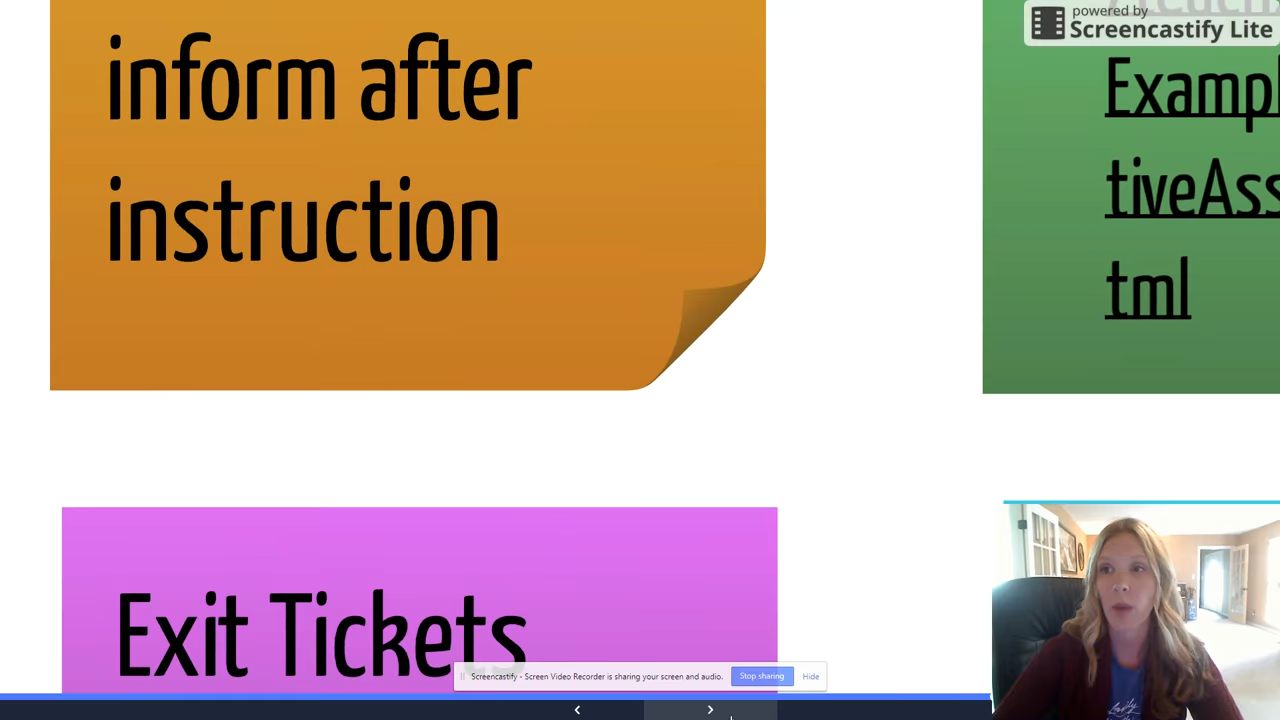 powered by
Screencastify Lite
inform after
instruction
tiveAss
tml
Exit Tickets
Screencastify - Screen Video Recorder is sharing your screen and audio.
Stop sharing
Hide